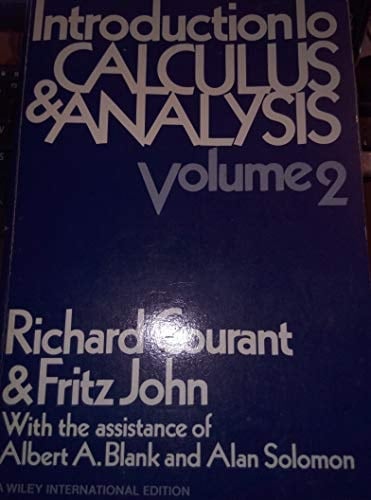 Introduction to
CALCULUS
& ANALYSIS
Volume 2
Richard Courant
& Fritz John
With the assistance of
Albert A. Blank and Alan Solomon
A WILEY INTERNATIONAL EDITION